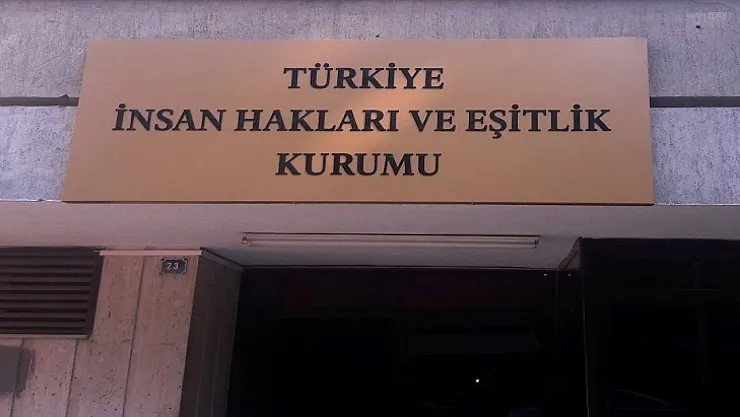 TÜRKİYE
İNSAN HAKLARI VE EŞİTLİK
KURUMU
23